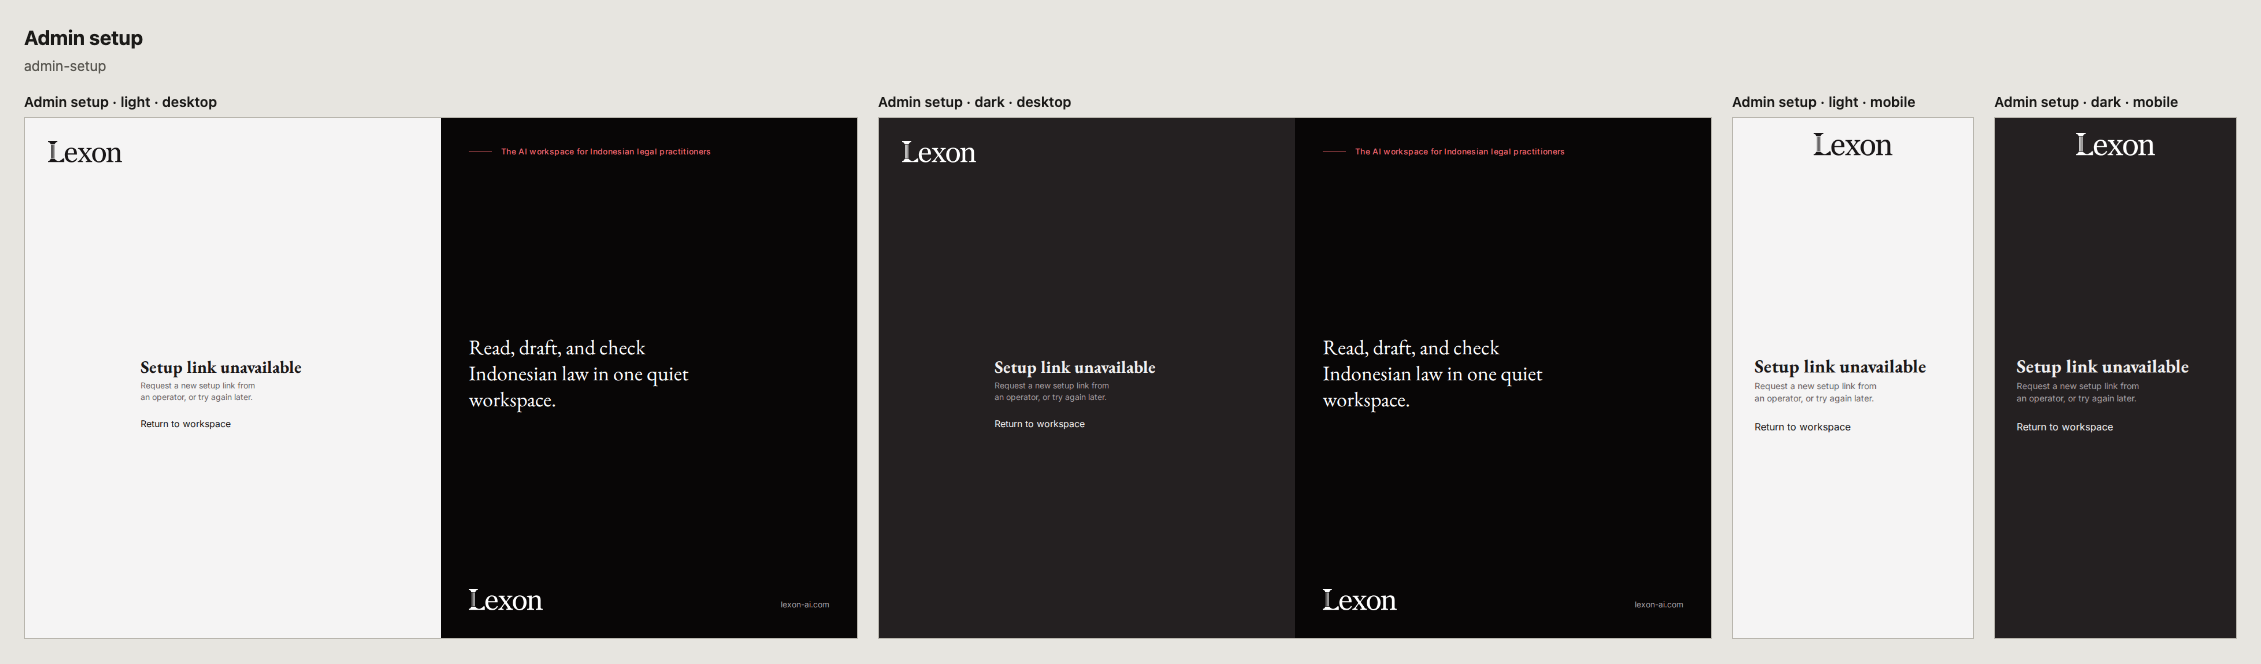 Admin setup
admin-setup
Admin setup · light · desktop
Lexon
Setup link unavailable
Request a new setup link from
an operator, or try again later.
Return to workspace
The AI workspace for Indonesian legal practitioners
Read, draft, and check
Indonesian law in one quiet
workspace.
Lexon
lexon-ai.com
Admin setup · dark · desktop
Lexon
Setup link unavailable
Request a new setup link from
an operator, or try again later.
Return to workspace
The AI workspace for Indonesian legal practitioners
Read, draft, and check
Indonesian law in one quiet
workspace.
Lexon
lexon-ai.com
Admin setup · light · mobile
Lexon
Setup link unavailable
Request a new setup link from
an operator, or try again later.
Return to workspace
Admin setup · dark · mobile
Lexon
Setup link unavailable
Request a new setup link from
an operator, or try again later.
Return to workspace